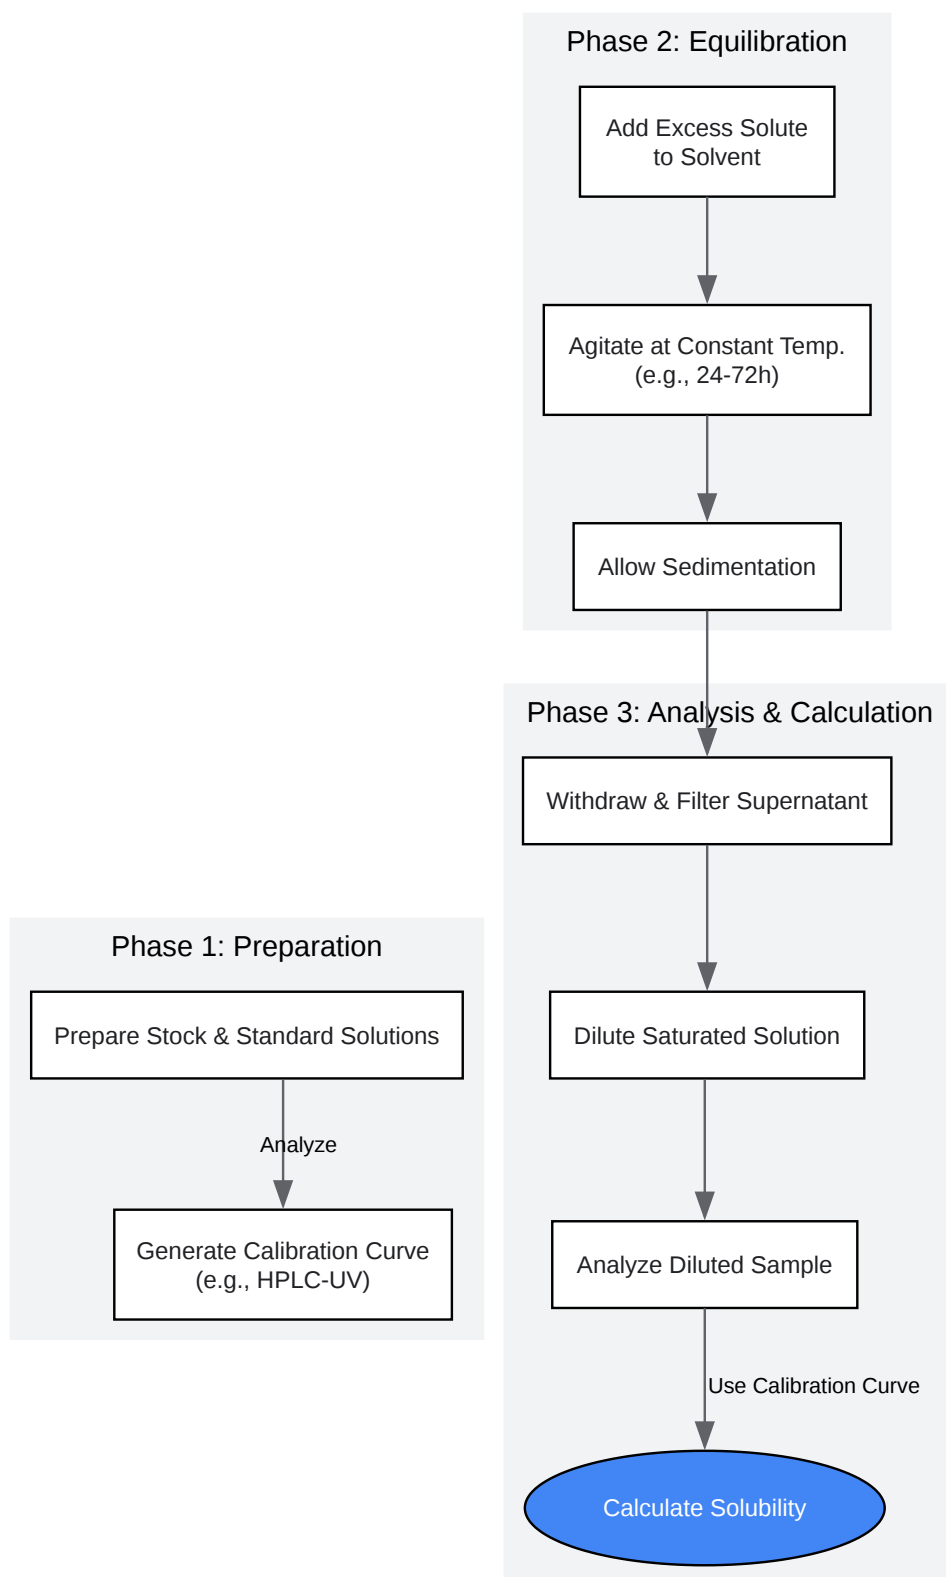 Phase 2: Equilibration
Add Excess Solute
to Solvent
Agitate at Constant Temp.
(e.g., 24-72h)
Allow Sedimentation
Phase 3: Analysis & Calculation
Withdraw & Filter Supernatant
Dilute Saturated Solution
Analyze Diluted Sample
Use Calibration Curve
Calculate Solubility
Phase 1: Preparation
Prepare Stock & Standard Solutions
Analyze
Generate Calibration Curve
(e.g., HPLC-UV)